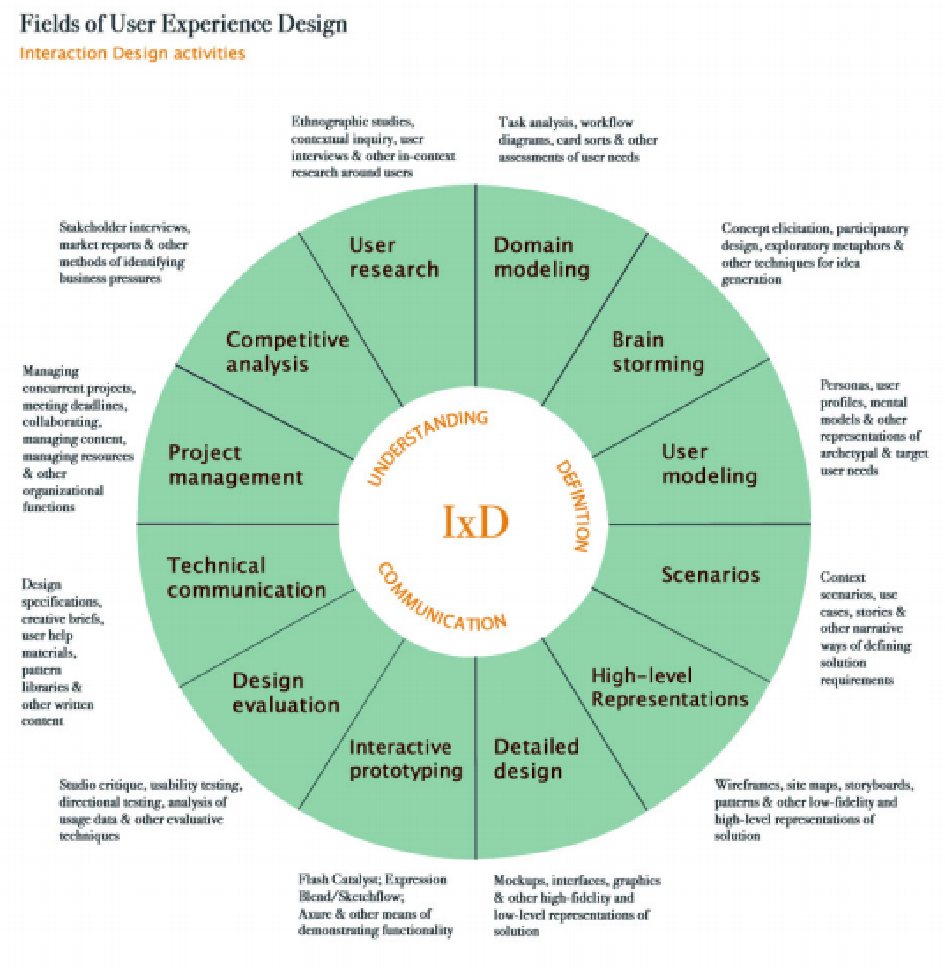 Fields of User Experience Design
Interaction Design activities
Ethnographic studies,
contextual inquiry, user
interviews & other in-context
research around users
Task analysis, workflow
diagrams, card sorts & other
assessments of user needs
Stakeholder interviews,
market reports & other
methods of identifying
business pressures
Concept elicitation, participatory
design, exploratory metaphors &
other techniques for idea
generation
User
research
Domain
modeling
Competitive
analysis
Brain
storming
Managing
concurrent projects,
meeting deadlines,
collaborating,
managing content,
managing resources
& other
organizational
functions
Project
management
User
modeling
Personas, user
profiles, mental
models & other
representations of
archetypal & target
user needs
UNDERSTANDING
DEFINITION
IxD
COMMUNICATION
Technical
communication
Scenarios
Design
specifications,
creative briefs,
user help
materials,
pattern
libraries &
other written
content
Context
scenarios, use
cases, stories &
other narrative
ways of defining
solution
requirements
Design
evaluation
High-level
Representations
Interactive
prototyping
Detailed
design
Studio critique, usability testing,
directional testing, analysis of
usage data & other evaluative
techniques
Wireframes, site maps, storyboards,
patterns & other low-fidelity and
high-level representations of
solution
Flash Catalyst; Expression
Blend/Sketchflow;
Axure & other means of
demonstrating functionality
Mockups, interfaces, graphics
& other high-fidelity and
low-level representations of
solution